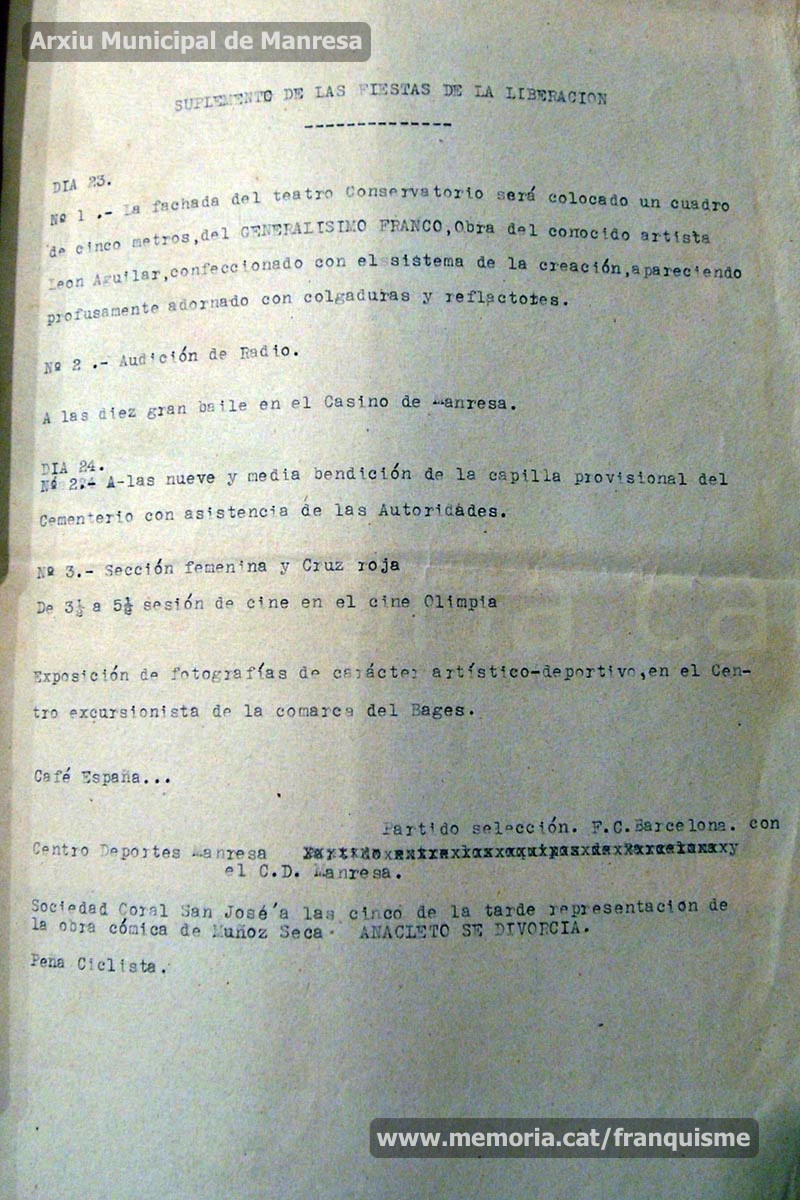 Arxiu Municipal de Manresa
SUPLEMENTO DE LAS FIESTAS DE LA LIBERACION
---------------
DIA 23.
Nº 1 .- La fachada del teatro Conservatorio será colocado un cuadro
de cinco metros,del GENERALISIMO FRANCO,Obra del conocido artista
Leon Aguilar,confeccionado con el sistema de la creación,apareciendo
profusamente adornado con colgaduras y reflactotes.
Nº 2 .- Audición de Radio.
A las diez gran baile en el Casino de Manresa.
DIA 24.
Nº 2.- A-las nueve y media bendición de la capilla provisional del
Cementerio con asistencia de las Autoridades.
Nº 3.- Sección femenina y Cruz roja
De 3½ a 5½ sesión de cine en el cine Olimpia
Exposición de fotografías de carácter artístico-deportivo,en el Cen-
tro excursionista de la comarca del Bages.
Café España...
Partido selección. F.C.Barcelona. con
Centro Deportes Manresa
el C.D. Manresa.
Sociedad Coral San José a las cinco de la tarde representación de
la obra cómica de Muñoz Seca ANACLETO SE DIVORCIA.
Pena Ciclista.
www.memoria.cat/franquisme